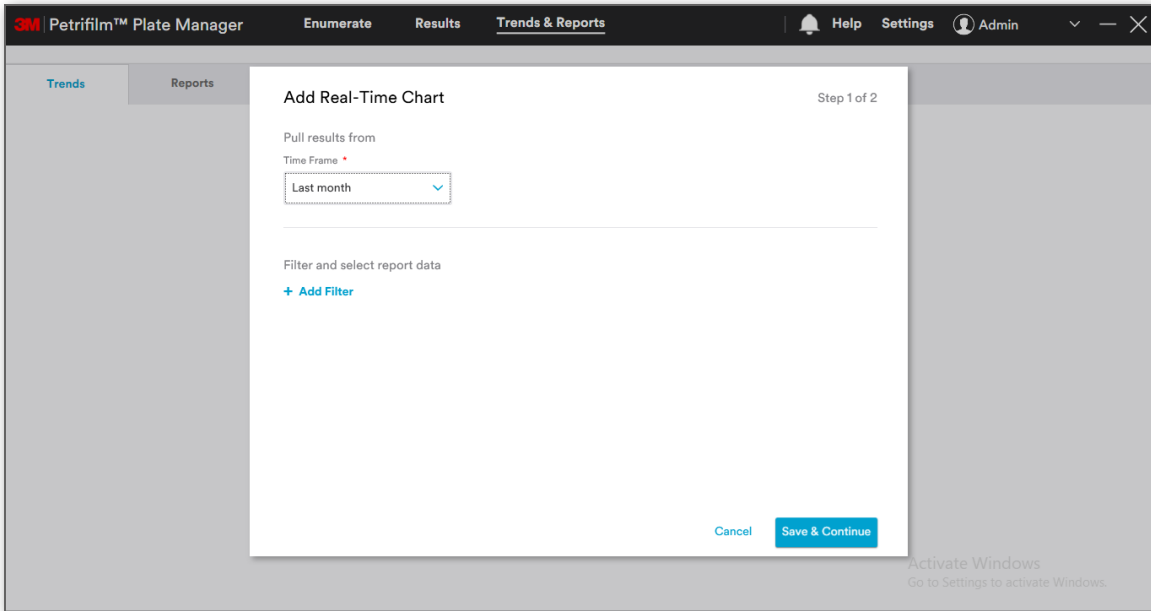 3M Petrifilm™ Plate Manager Enumerate Results Trends & Reports Help Settings Admin
Trends Reports
Add Real-Time Chart Step 1 of 2
Pull results from
Time Frame *
Last month
Filter and select report data
+ Add Filter
Cancel Save & Continue
Activate Windows
Go to Settings to activate Windows.